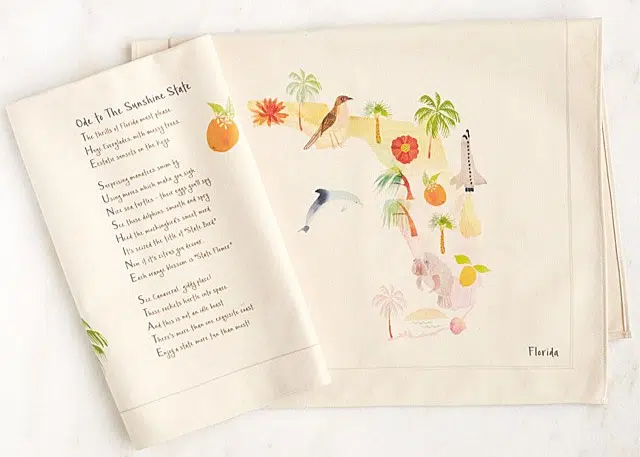 Ode to The Sunshine State
The thrills of Florida must please.
Huge Everglades with mossy trees.
Ecstatic sunsets on the Keys.
Surprising manatees swim by
Using moves which make you sigh.
Nice sea turtles - their eggs you'll spy.
See those dolphins smooth and spry.
Heed the mockingbird's sweet word.
It's seized the title of "State Bird"
Now if it's citrus you desire,
Each orange blossom is "State Flower"
See Canaveral, giddy place!
Those rockets hurtle into space.
And this is not an idle boast
There's more than one exquisite coast.
Enjoy a state more fun than most!
Florida